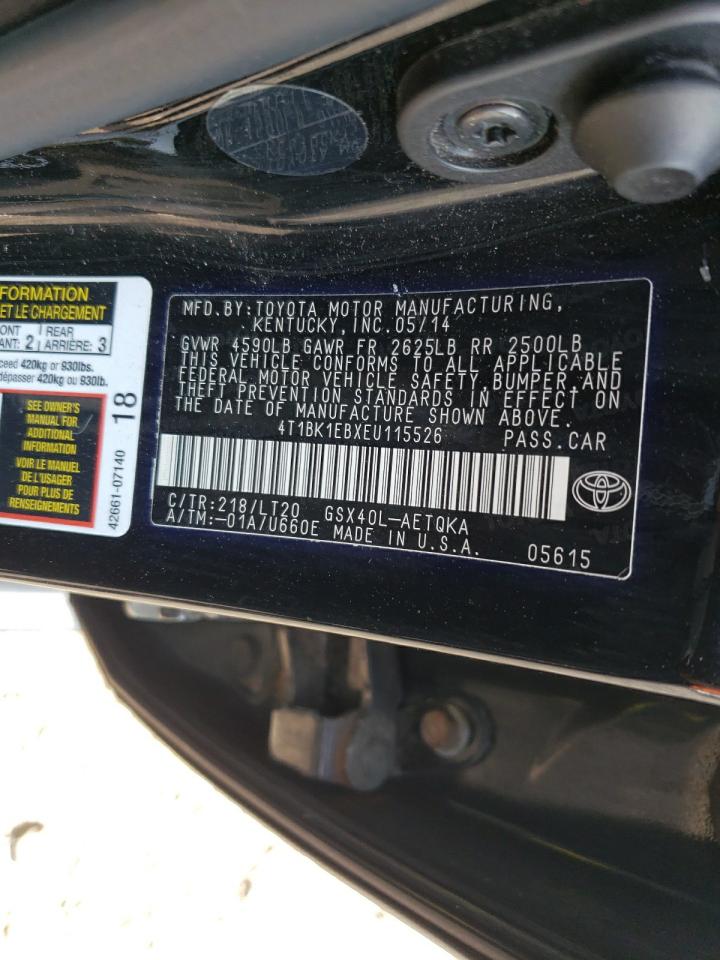 FORMATION
ET LE CHARGEMENT
ONT REAR
ANT: 2 ARRIÈRE: 3
ceed 420kg or 930lbs.
dépasser 420kg ou 930lb.
SEE OWNER'S
MANUAL FOR
ADDITIONAL
INFORMATION
VOIR LE MANUEL
DE L'USAGER
POUR PLUS DE
RENSEIGNEMENTS
42661-07140
18
MFD.BY:TOYOTA MOTOR MANUFACTURING,
KENTUCKY,INC.05/14
GVWR 4590LB GAWR FR 2625LB RR 2500LB
THIS VEHICLE CONFORMS TO ALL APPLICABLE
FEDERAL MOTOR VEHICLE SAFETY,BUMPER,AND
THEFT PREVENTION STANDARDS IN EFFECT ON
THE DATE OF MANUFACTURE SHOWN ABOVE.
4T1BK1EBXEU115526 PASS.CAR
C/TR:218/LT20 GSX40L-AETQKA
A/TM:-01A/U660E MADE IN U.S.A. 05615